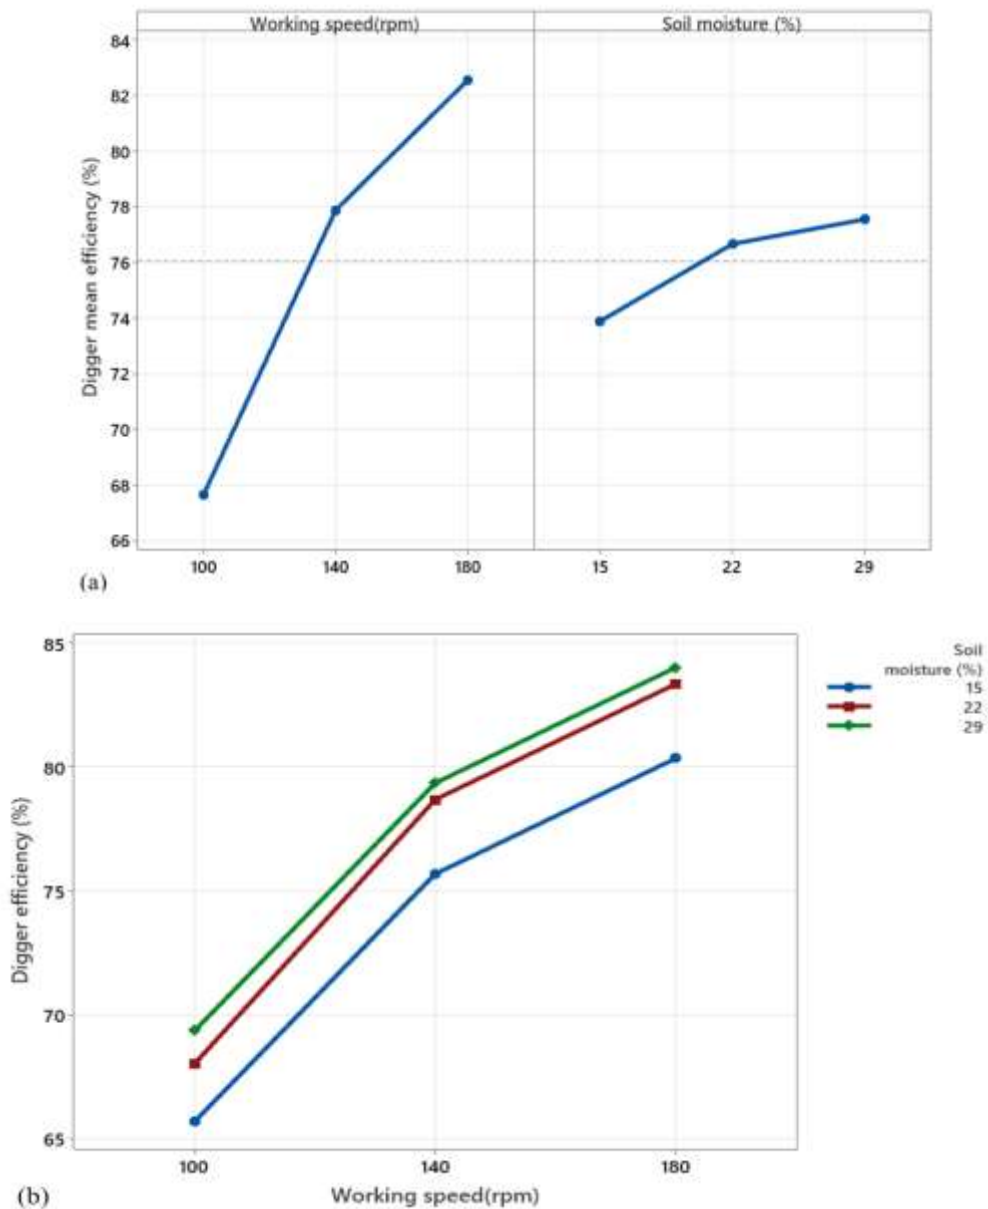 Working speed(rpm) Soil moisture (%)
84
82
80
78
76
74
72
70
68
66
Digger mean efficiency (%)
100 140 180 15 22 29
(a)
85
80
75
70
65
Digger efficiency (%)
Soil
moisture (%)
15
22
29
100 140 180
Working speed(rpm)
(b)